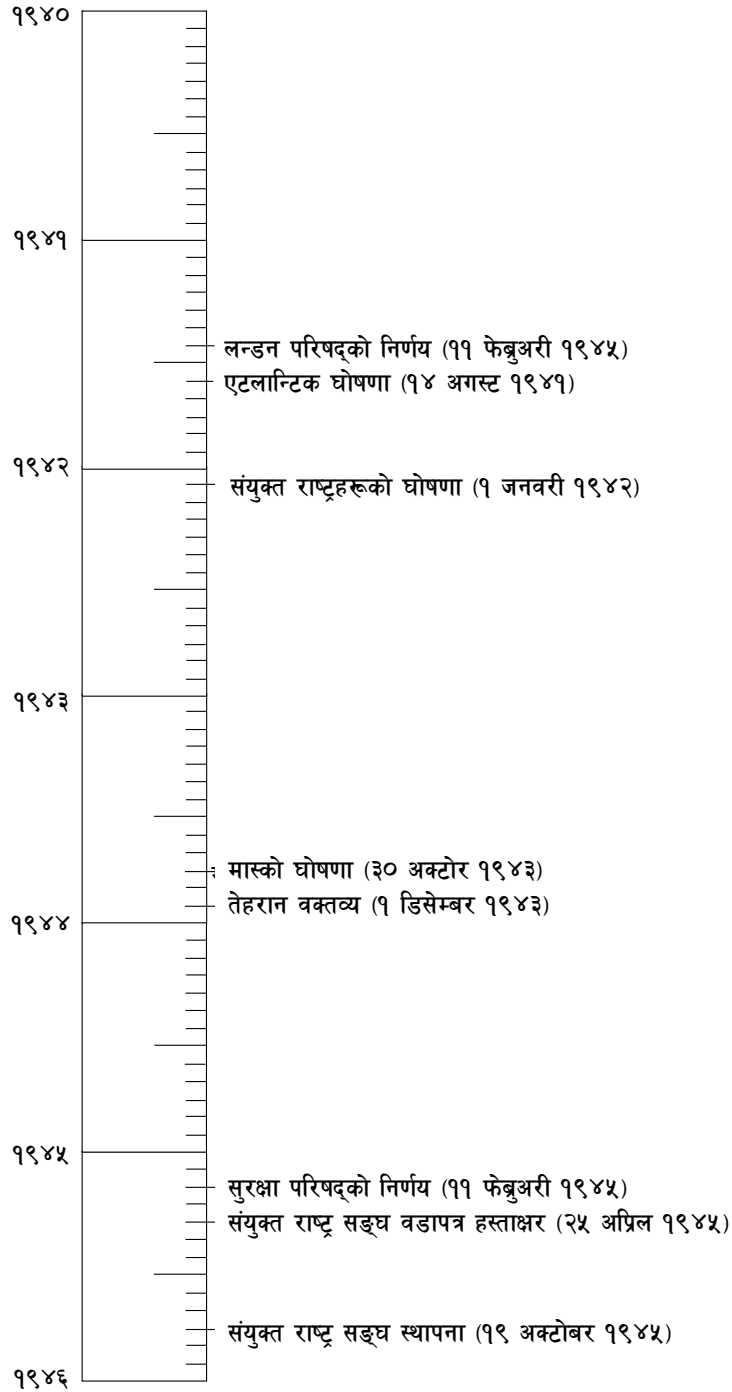 १९४०
१९४१
लन्डन परिषद्को निर्णय (११ फेब्रुअरी १९४५)
एटलान्टिक घोषणा (१४ अगस्ट १९४१)
१९४२
संयुक्त राष्ट्रहरूको घोषणा (१ जनवरी १९४२)
१९४३
मास्को घोषणा (३० अक्टोर १९४३)
तेहरान वक्तव्य (१ डिसेम्बर १९४३)
१९४४
१९४५
सुरक्षा परिषद्को निर्णय (११ फेब्रुअरी १९४५)
संयुक्त राष्ट्र सङ्घ वडापत्र हस्ताक्षर (२५ अप्रिल १९४५)
संयुक्त राष्ट्र सङ्घ स्थापना (१९ अक्टोबर १९४५)
१९४६